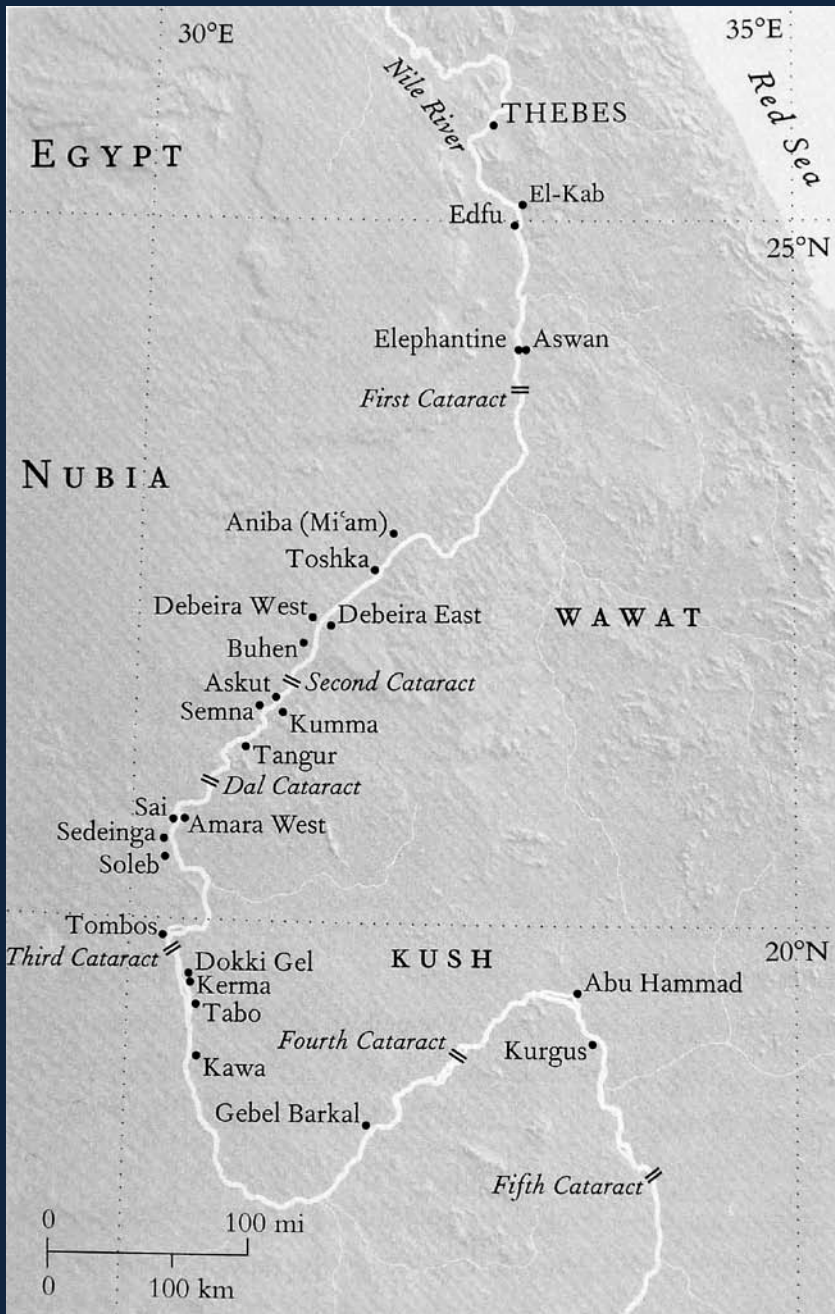 30°E
35°E
Nile River
Red Sea
THEBES
EGYPT
El-Kab
Edfu
25°N
Elephantine
Aswan
First Cataract
NUBIA
Aniba (Miʿam)
Toshka
Debeira West
Debeira East
WAWAT
Buhen
Askut
Second Cataract
Semna
Kumma
Tangur
Dal Cataract
Sai
Amara West
Sedeinga
Soleb
Tombos
Third Cataract
20°N
Dokki Gel
KUSH
Kerma
Abu Hammad
Tabo
Fourth Cataract
Kurgus
Kawa
Gebel Barkal
Fifth Cataract
0
100 mi
0
100 km